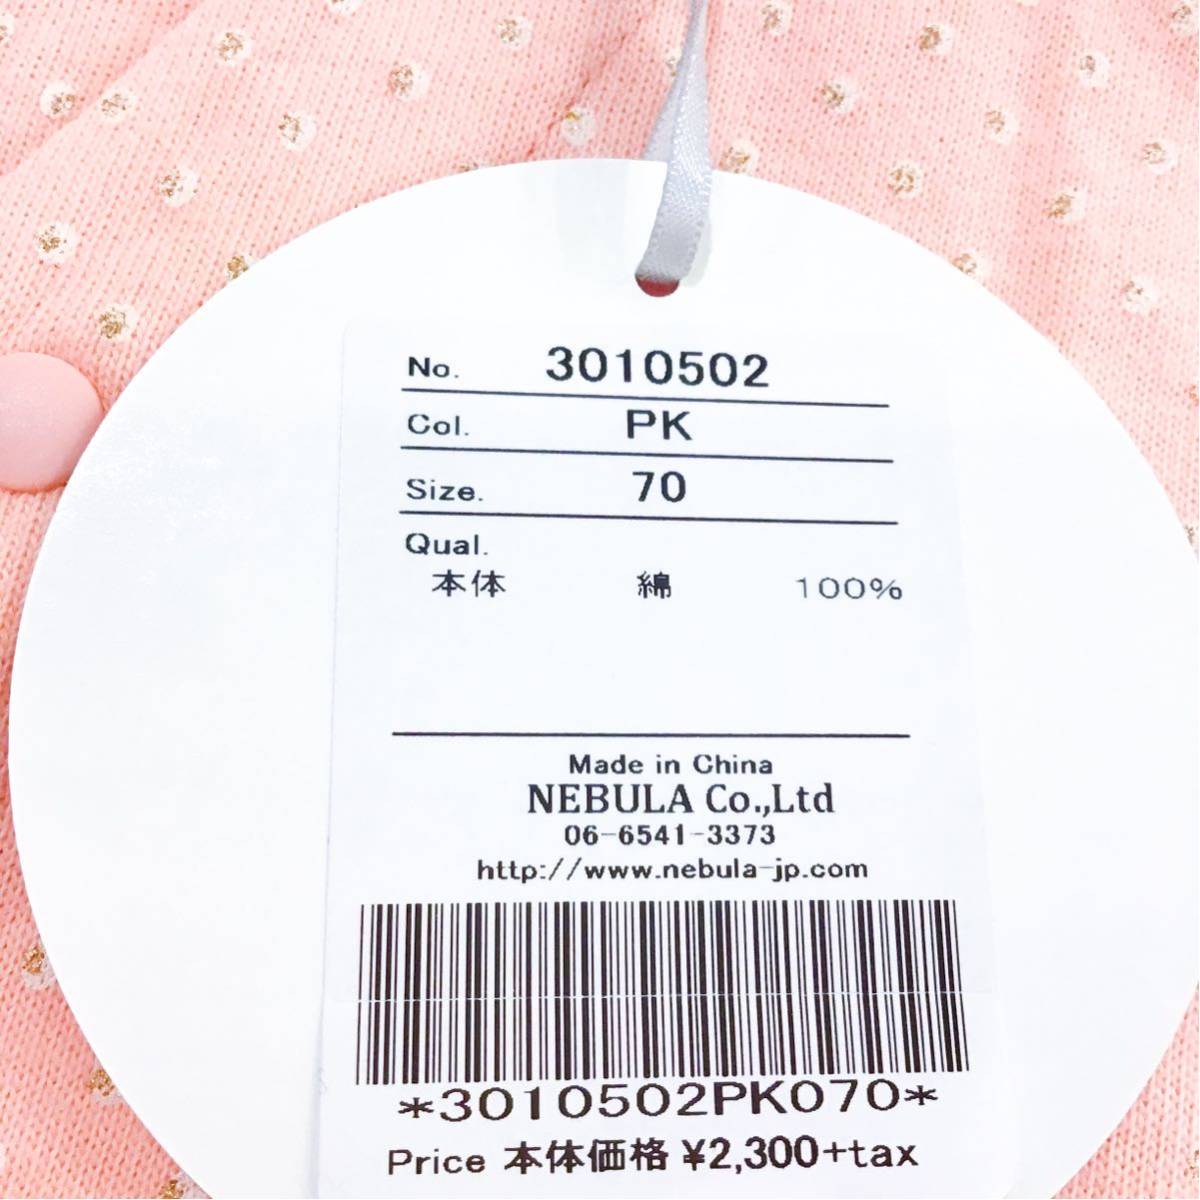 No. 3010502
Col. PK
Size. 70
Qual.
本体 綿 100%
Made in China
NEBULA Co.,Ltd
06-6541-3373
http://www.nebula-jp.com
*3010502PK070*
Price 本体価格 ¥2,300+tax